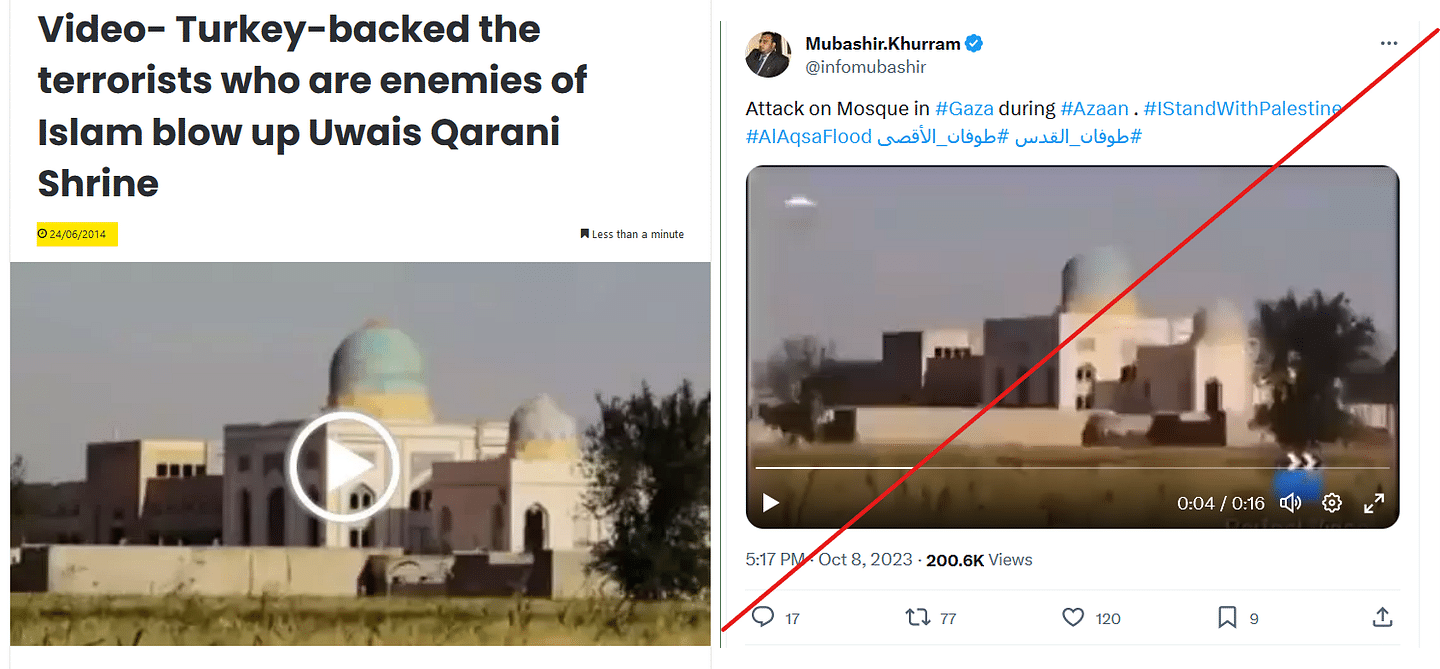 Video- Turkey-backed the
terrorists who are enemies of
Islam blow up Uwais Qarani
Shrine
24/06/2014
Less than a minute
Mubashir.Khurram
@infomubashir
Attack on Mosque in #Gaza during #Azaan . #IStandWithPalestine
#AlAqsaFlood #طوفان_القدس #طوفان_الأقصى
0:04 / 0:16
5:17 PM · Oct 8, 2023 · 200.6K Views
17 77 120 9